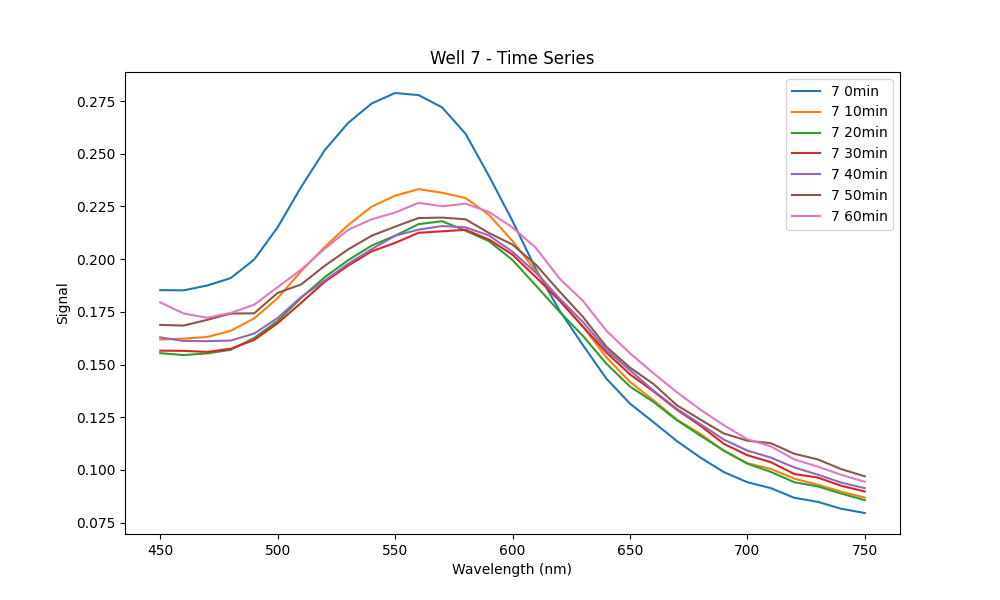 Well 7 - Time Series
7 0min
7 10min
7 20min
7 30min
7 40min
7 50min
7 60min
Signal
0.275
0.250
0.225
0.200
0.175
0.150
0.125
0.100
0.075
450 500 550 600 650 700 750
Wavelength (nm)